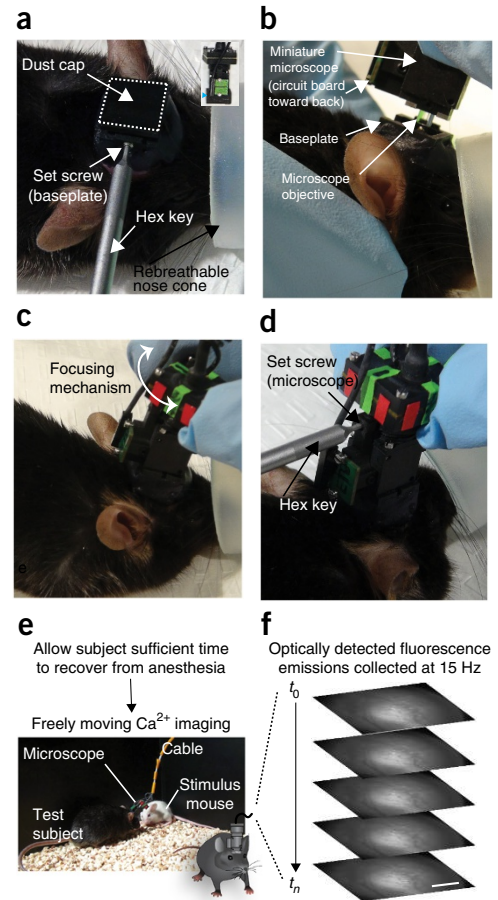 a
Dust cap
Set screw
(baseplate)
Hex key
Rebreathable
nose cone
b
Miniature
microscope
(circuit board
toward back)
Baseplate
Microscope
objective
c
Focusing
mechanism
e
d
Set screw
(microscope)
Hex key
e
Allow subject sufficient time
to recover from anesthesia
Freely moving Ca2+ imaging
Microscope
Cable
Stimulus
mouse
Test
subject
f
Optically detected fluorescence
emissions collected at 15 Hz
t0
tn